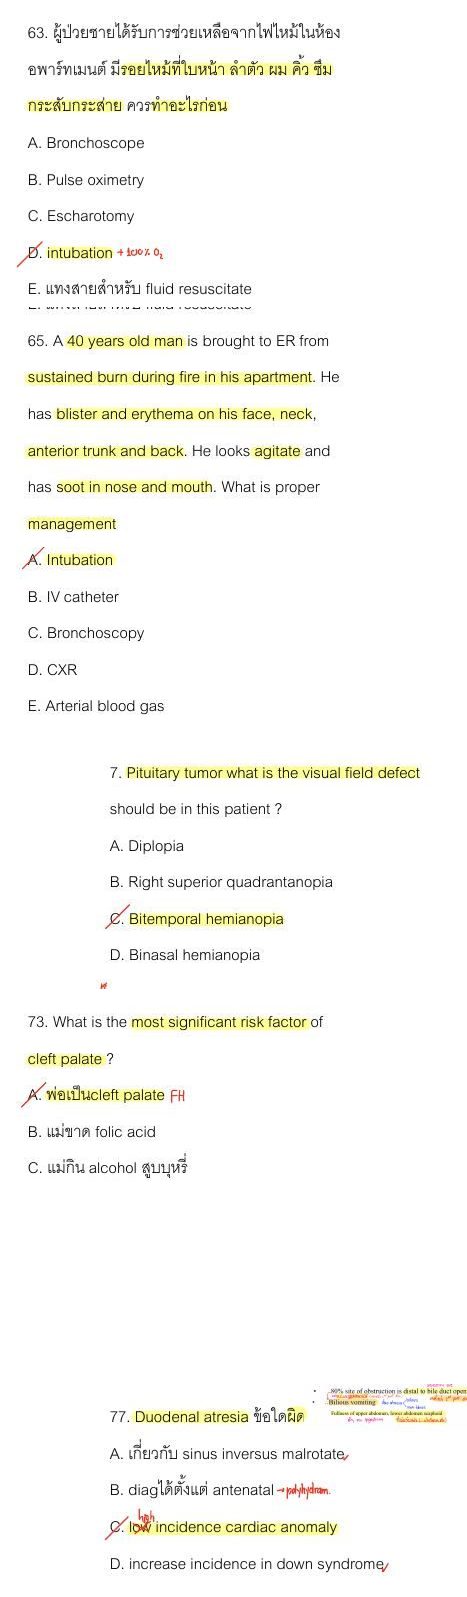 63. ผู้ป่วยชายได้รับการช่วยเหลือจากไฟไหม้ในห้อง
อพาร์ทเมนต์ มีรอยไหม้ที่ใบหน้า ลำตัว ผม คิ้ว ซึม
กระสับกระส่าย ควรทำอะไรก่อน
A. Bronchoscope
B. Pulse oximetry
C. Escharotomy
D. intubation + 100% O2
E. แทงสายสำหรับ fluid resuscitate
65. A 40 years old man is brought to ER from
sustained burn during fire in his apartment. He
has blister and erythema on his face, neck,
anterior trunk and back. He looks agitate and
has soot in nose and mouth. What is proper
management
A. Intubation
B. IV catheter
C. Bronchoscopy
D. CXR
E. Arterial blood gas
7. Pituitary tumor what is the visual field defect
should be in this patient ?
A. Diplopia
B. Right superior quadrantanopia
C. Bitemporal hemianopia
D. Binasal hemianopia
73. What is the most significant risk factor of
cleft palate ?
A. พ่อเป็นcleft palate FH
B. แม่ขาด folic acid
C. แม่กิน alcohol สูบบุหรี่
80% site of obstruction is distal to bile duct open
Bilious vomiting
Fullness of upper abdomen, lower abdomen scaphoid
77. Duodenal atresia ข้อใดผิด
A. เกี่ยวกับ sinus inversus malrotate
B. diagได้ตั้งแต่ antenatal → polyhydram.
high
C. low incidence cardiac anomaly
D. increase incidence in down syndrome